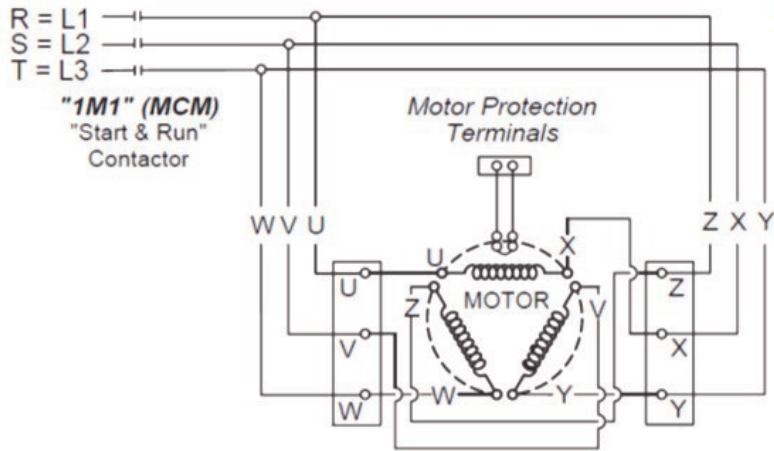 R = L1
S = L2
T = L3
"1M1" (MCM)
"Start & Run"
Contactor
Motor Protection
Terminals
W V U
Z X Y
U
X
U
Z
MOTOR
V
Z
V
X
W
W
Y
Y